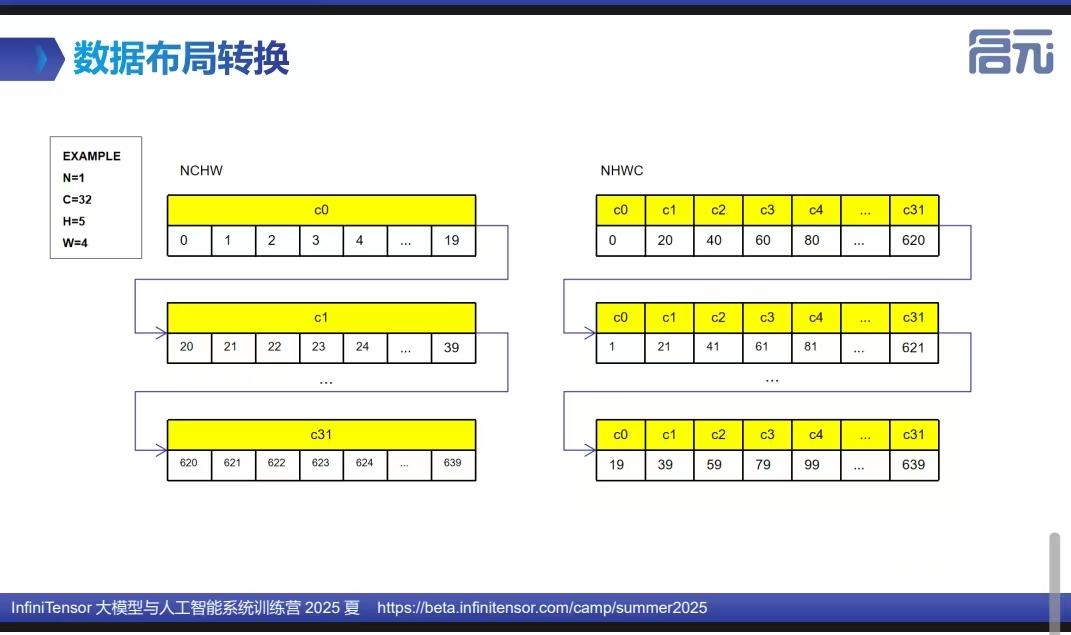 数据布局转换
启元
EXAMPLE
N=1
C=32
H=5
W=4
NCHW
c0
0 1 2 3 4 ... 19
c1
20 21 22 23 24 ... 39
...
c31
620 621 622 623 624 ... 639
NHWC
c0 c1 c2 c3 c4 ... c31
0 20 40 60 80 ... 620
c0 c1 c2 c3 c4 ... c31
1 21 41 61 81 ... 621
...
c0 c1 c2 c3 c4 ... c31
19 39 59 79 99 ... 639
InfiniTensor 大模型与人工智能系统训练营 2025 夏 https://beta.infinitensor.com/camp/summer2025